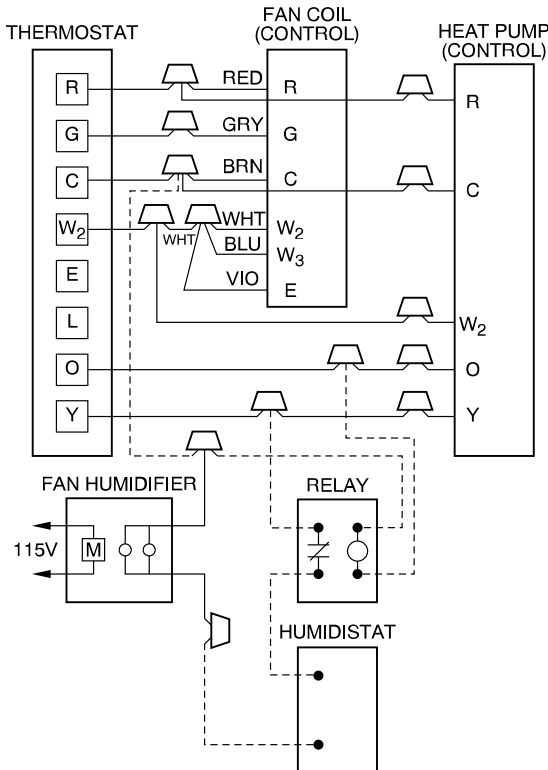 THERMOSTAT
FAN COIL
(CONTROL)
HEAT PUMP
(CONTROL)
R
RED
R
R
G
GRY
G
C
BRN
C
C
W2
WHT
WHT
W2
BLU
W3
E
VIO
E
L
W2
O
O
Y
Y
FAN HUMIDIFIER
RELAY
115V
M
HUMIDISTAT